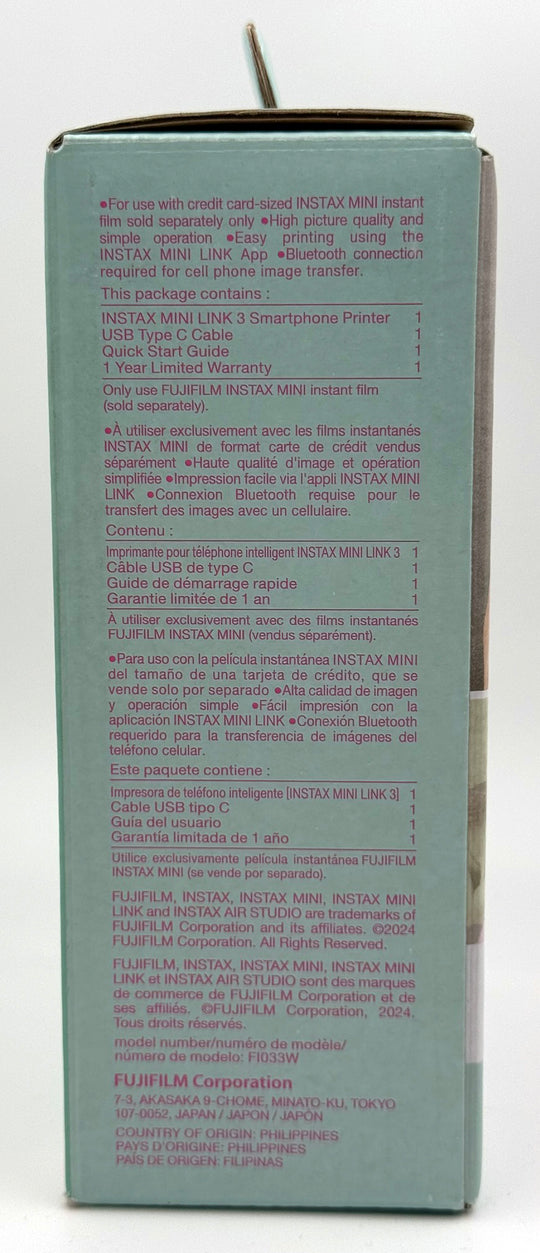 ●For use with credit card-sized INSTAX MINI instant
film sold separately only ●High picture quality and
simple operation ●Easy printing using the
INSTAX MINI LINK App ●Bluetooth connection
required for cell phone image transfer.
This package contains :
INSTAX MINI LINK 3 Smartphone Printer 1
USB Type C Cable 1
Quick Start Guide 1
1 Year Limited Warranty 1
Only use FUJIFILM INSTAX MINI instant film
(sold separately).
●À utiliser exclusivement avec les films instantanés
INSTAX MINI de format carte de crédit vendus
séparément ●Haute qualité d'image et opération
simplifiée ●Impression facile via l'appli INSTAX MINI
LINK ●Connexion Bluetooth requise pour le
transfert des images avec un cellulaire.
Contenu :
Imprimante pour téléphone intelligent INSTAX MINI LINK 3 1
Câble USB de type C 1
Guide de démarrage rapide 1
Garantie limitée de 1 an 1
À utiliser exclusivement avec des films instantanés
FUJIFILM INSTAX MINI (vendus séparément).
●Para uso con la película instantánea INSTAX MINI
del tamaño de una tarjeta de crédito, que se
vende solo por separado ●Alta calidad de imagen
y operación simple ●Fácil impresión con la
aplicación INSTAX MINI LINK ●Conexión Bluetooth
requerido para la transferencia de imágenes del
teléfono celular.
Este paquete contiene :
Impresora de teléfono inteligente [INSTAX MINI LINK 3] 1
Cable USB tipo C 1
Guía del usuario 1
Garantía limitada de 1 año 1
Utilice exclusivamente película instantánea FUJIFILM
INSTAX MINI (se vende por separado).
FUJIFILM, INSTAX, INSTAX MINI, INSTAX MINI
LINK and INSTAX AIR STUDIO are trademarks of
FUJIFILM Corporation and its affiliates. ©2024
FUJIFILM Corporation. All Rights Reserved.
FUJIFILM, INSTAX, INSTAX MINI, INSTAX MINI
LINK et INSTAX AIR STUDIO sont des marques
de commerce de FUJIFILM Corporation et de
ses affiliés. ©FUJIFILM Corporation, 2024.
Tous droits réservés.
model number/numéro de modèle/
número de modelo: FI033W
FUJIFILM Corporation
7-3, AKASAKA 9-CHOME, MINATO-KU, TOKYO
107-0052, JAPAN / JAPON / JAPÓN
COUNTRY OF ORIGIN: PHILIPPINES
PAYS D'ORIGINE: PHILIPPINES
PAÍS DE ORIGEN: FILIPINAS